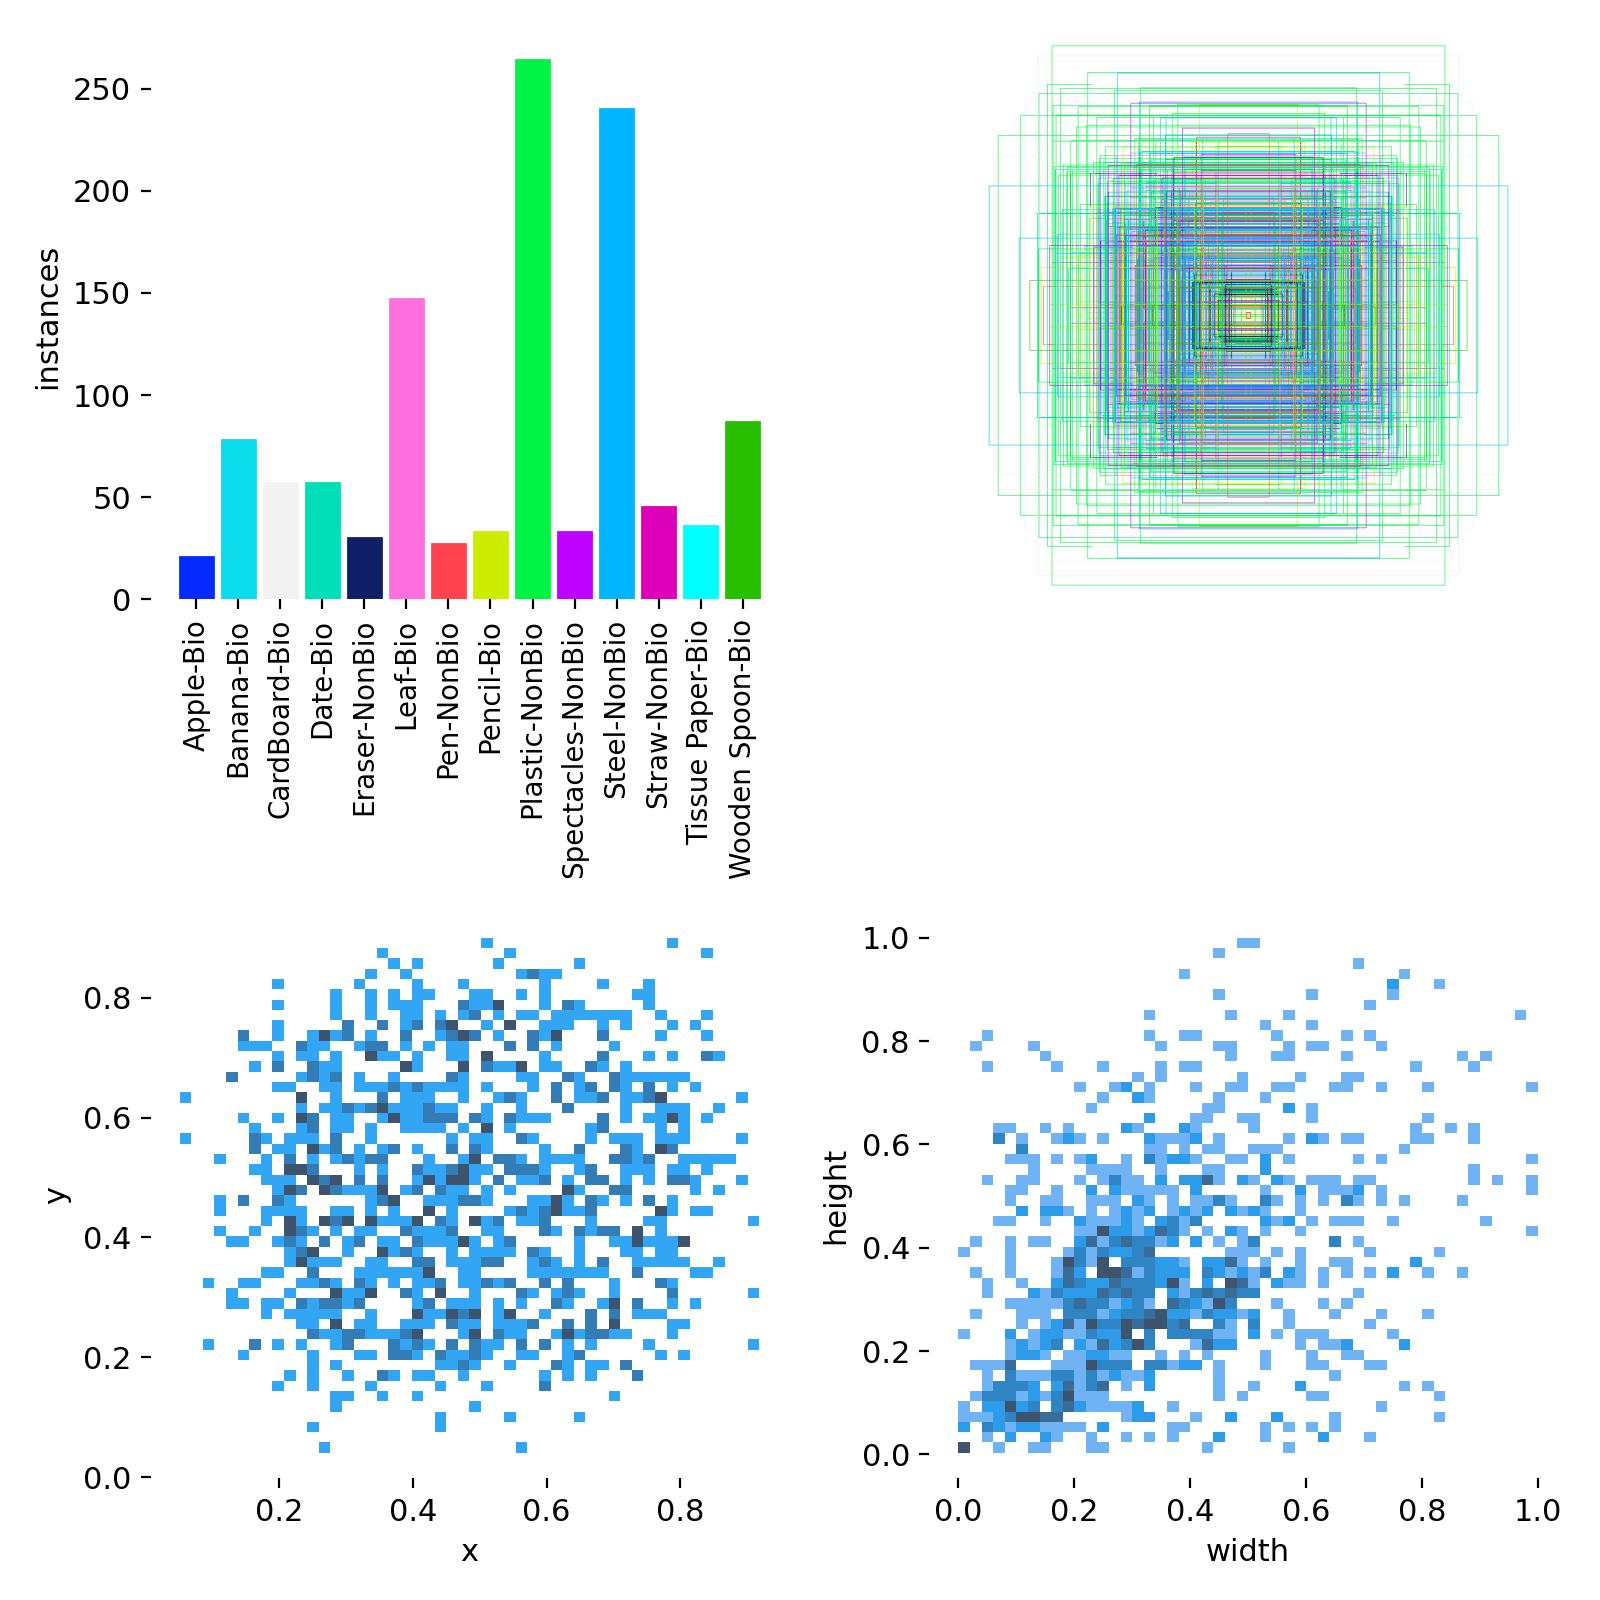 250
200
150
100
50
0
instances
Apple-Bio
Banana-Bio
CardBoard-Bio
Date-Bio
Eraser-NonBio
Leaf-Bio
Pen-NonBio
Pencil-Bio
Plastic-NonBio
Spectacles-NonBio
Steel-NonBio
Straw-NonBio
Tissue Paper-Bio
Wooden Spoon-Bio
0.8
0.6
0.4
0.2
0.0
y
0.2 0.4 0.6 0.8
x
1.0
0.8
0.6
0.4
0.2
0.0
height
0.0 0.2 0.4 0.6 0.8 1.0
width